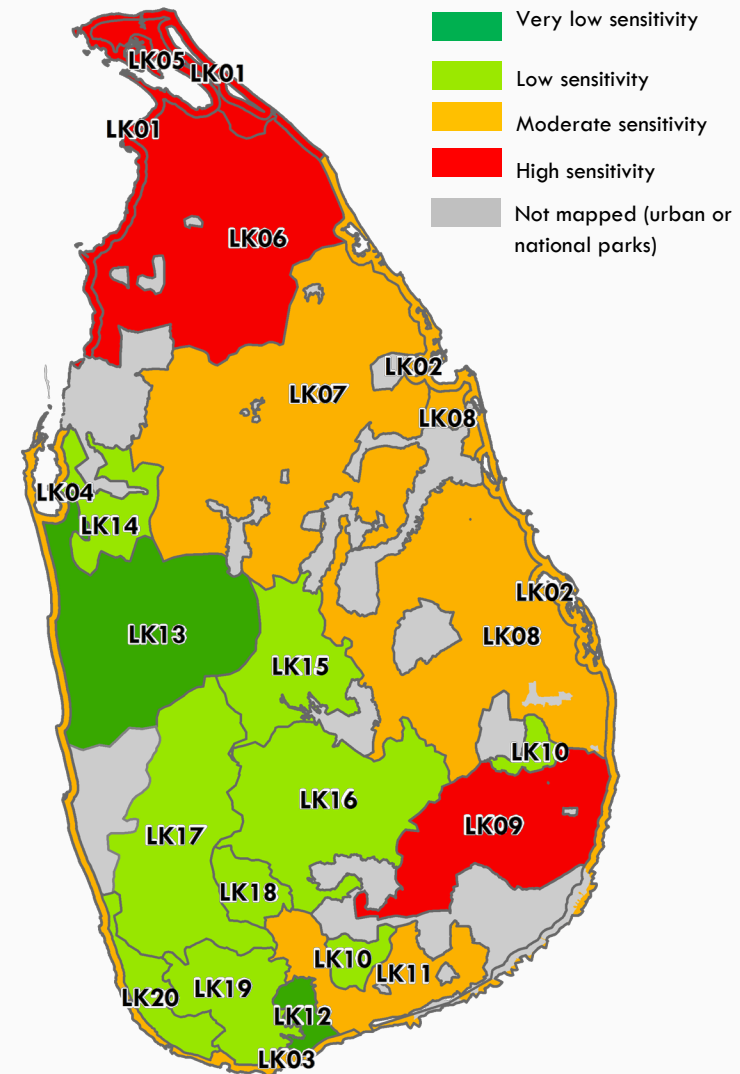 Very low sensitivity
Low sensitivity
Moderate sensitivity
High sensitivity
Not mapped (urban or
national parks)
LK05
LK01
LK01
LK06
LK02
LK07
LK08
LK04
LK14
LK02
LK13
LK08
LK15
LK10
LK16
LK09
LK17
LK18
LK10
LK11
LK19
LK20
LK12
LK03